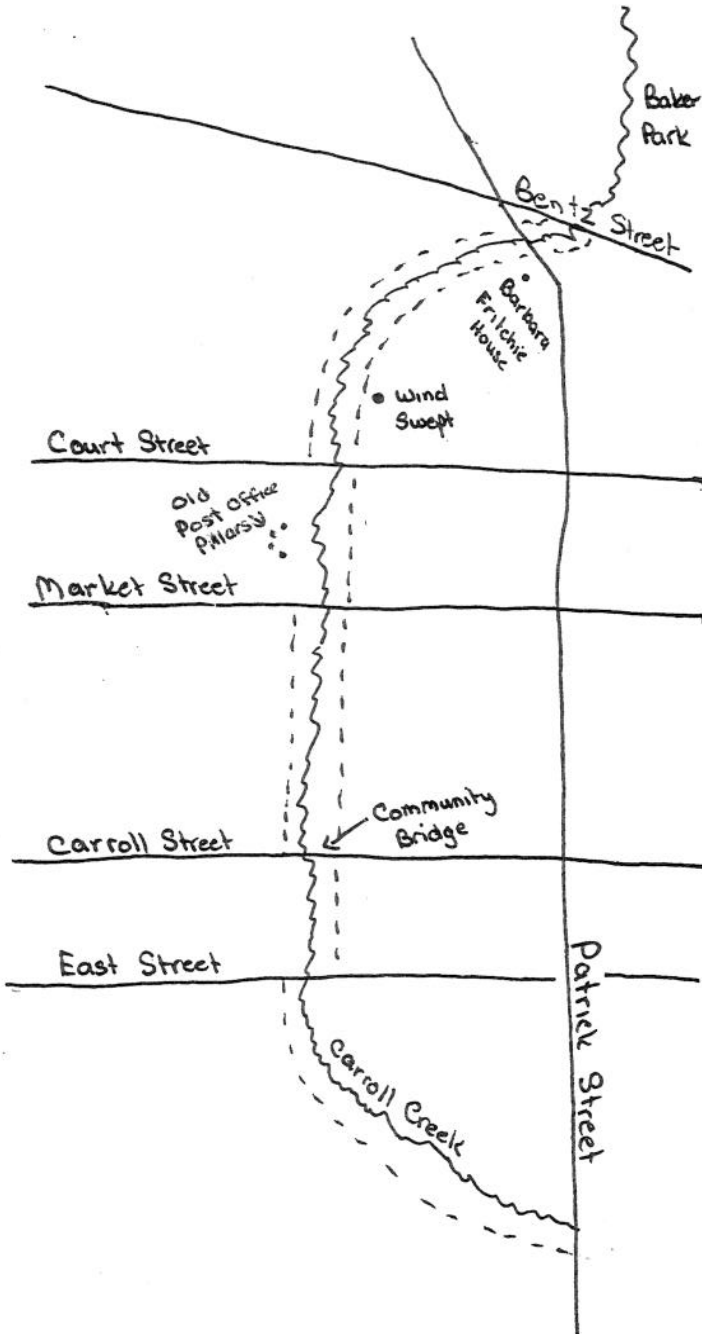 Baker
Park
Bentz Street
Barbara
Fritchie
House
Wind
Swept
Court Street
Old
Post Office
Pillars
Market Street
Community
Bridge
Carroll Street
East Street
Patrick Street
Carroll Creek